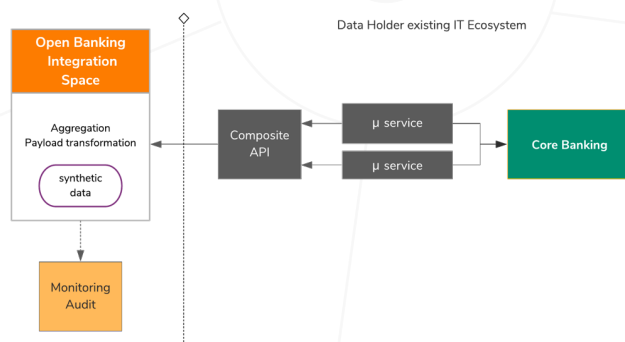 Data Holder existing IT Ecosystem
Open Banking
Integration
Space
Aggregation
Payload transformation
synthetic
data
Monitoring
Audit
Composite
API
μ service
μ service
Core Banking